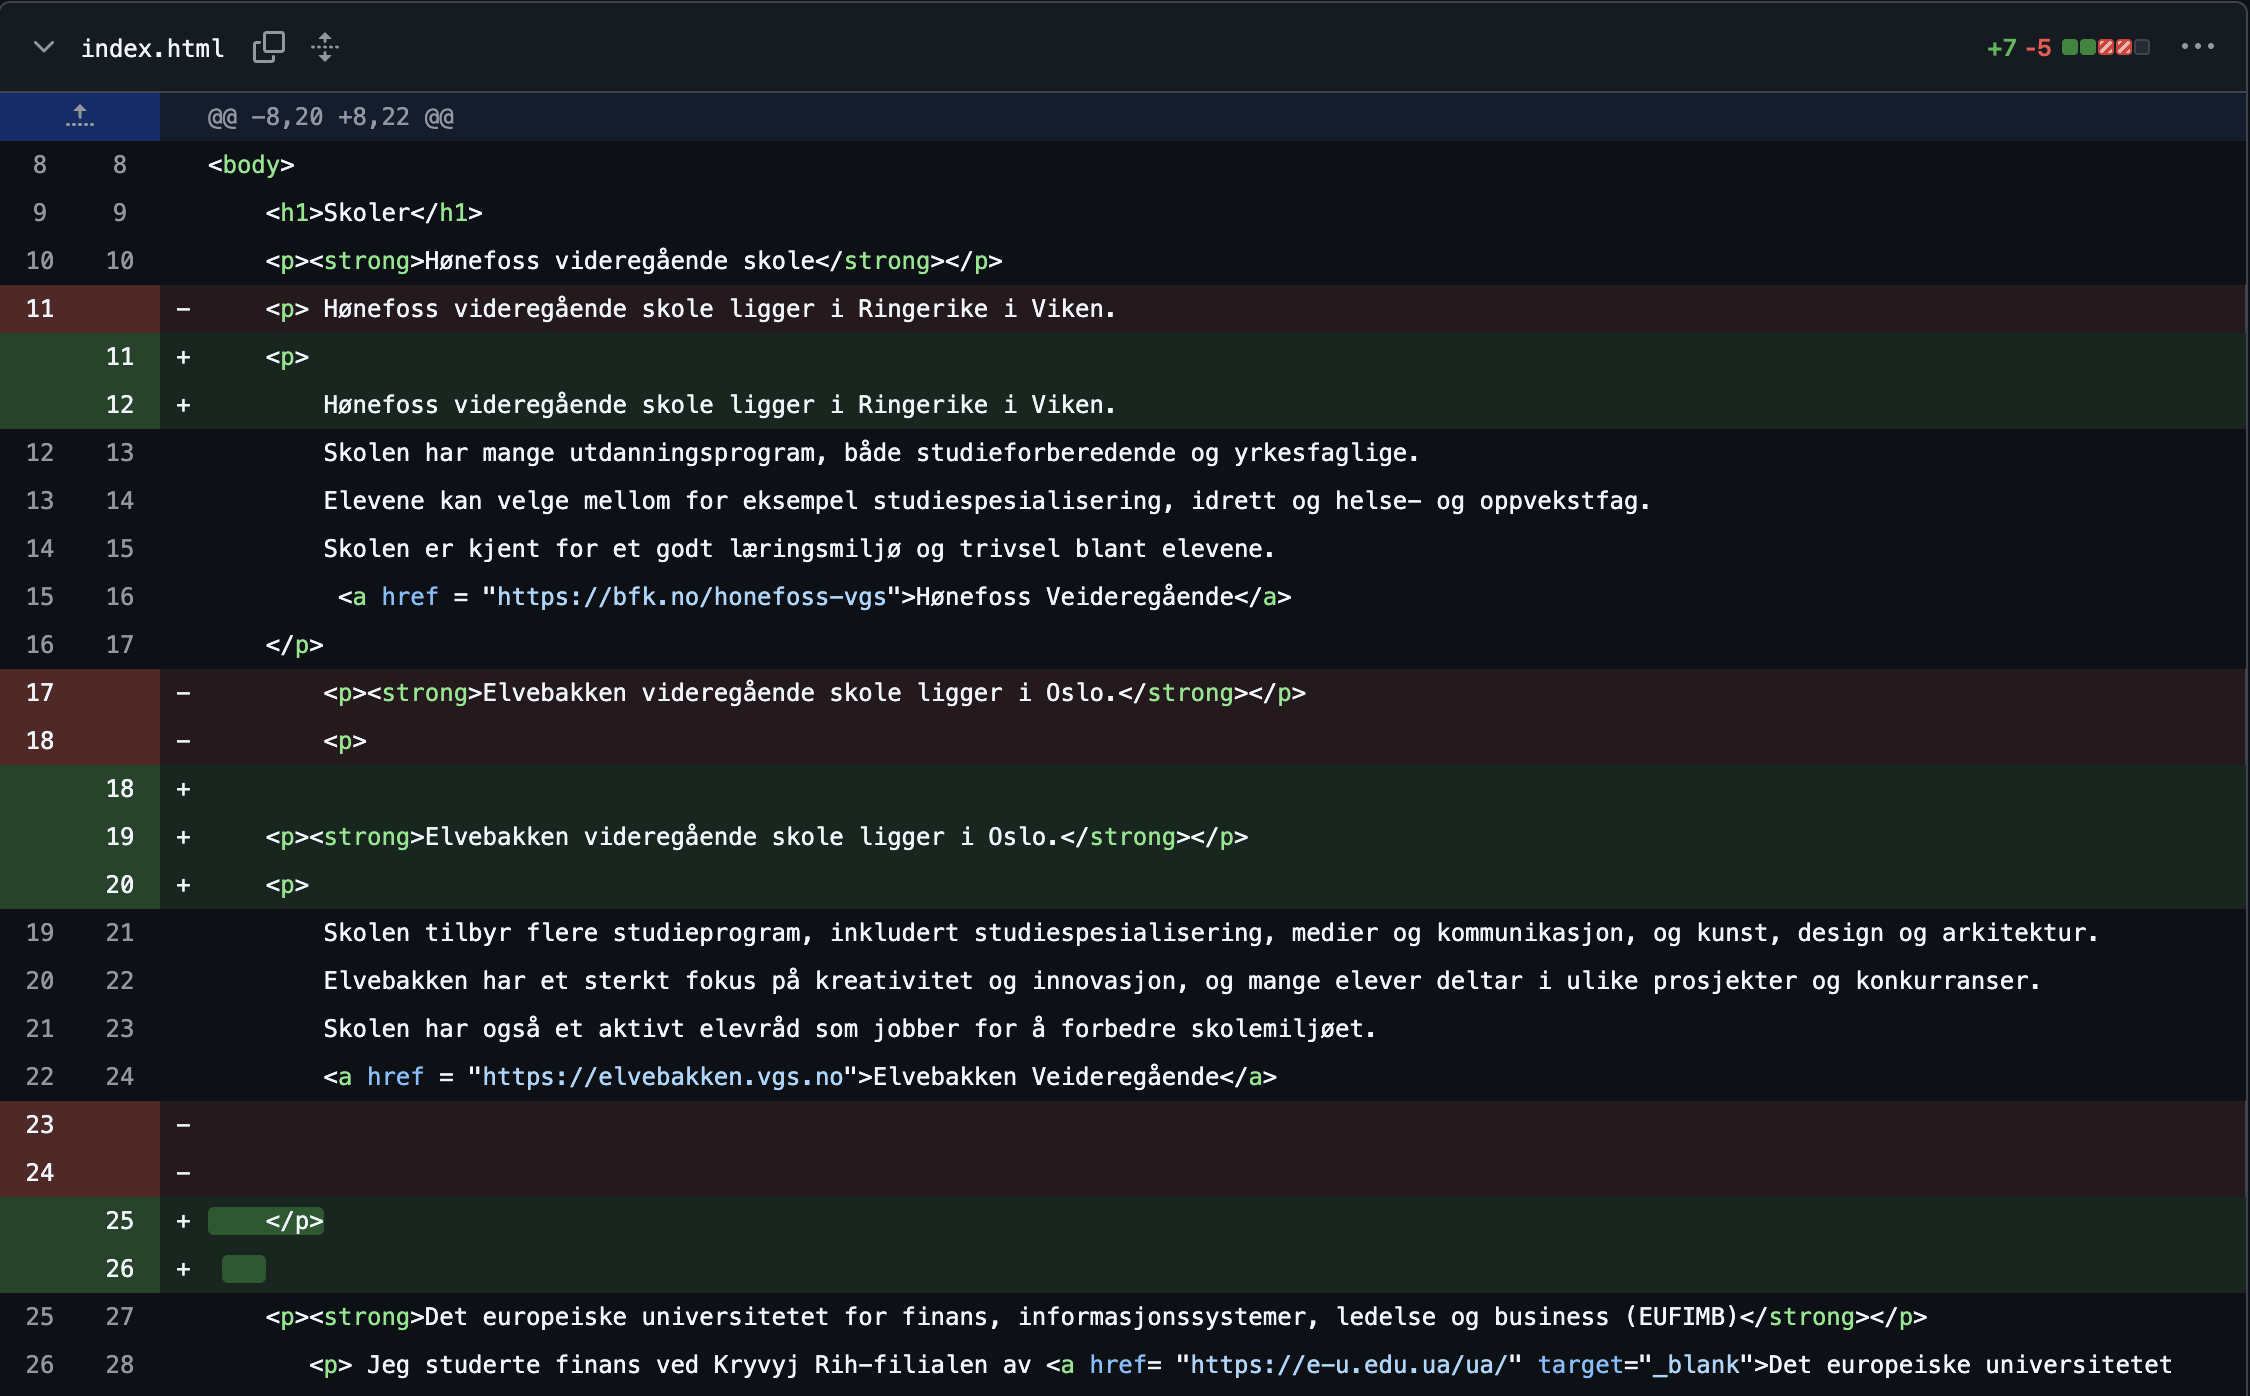 index.html +7 -5
@@ -8,20 +8,22 @@
8 8 <body>
9 9 <h1>Skoler</h1>
10 10 <p><strong>Hønefoss videregående skole</strong></p>
11 - <p> Hønefoss videregående skole ligger i Ringerike i Viken.
11 + <p>
12 + Hønefoss videregående skole ligger i Ringerike i Viken.
12 13 Skolen har mange utdanningsprogram, både studieforberedende og yrkesfaglige.
13 14 Elevene kan velge mellom for eksempel studiespesialisering, idrett og helse- og oppvekstfag.
14 15 Skolen er kjent for et godt læringsmiljø og trivsel blant elevene.
15 16 <a href = "https://bfk.no/honefoss-vgs">Hønefoss Veideregående</a>
16 17 </p>
17 - <p><strong>Elvebakken videregående skole ligger i Oslo.</strong></p>
18 - <p>
18 +
19 + <p><strong>Elvebakken videregående skole ligger i Oslo.</strong></p>
20 + <p>
19 21 Skolen tilbyr flere studieprogram, inkludert studiespesialisering, medier og kommunikasjon, og kunst, design og arkitektur.
20 22 Elvebakken har et sterkt fokus på kreativitet og innovasjon, og mange elever deltar i ulike prosjekter og konkurranser.
21 23 Skolen har også et aktivt elevråd som jobber for å forbedre skolemiljøet.
22 24 <a href = "https://elvebakken.vgs.no">Elvebakken Veideregående</a>
23 -
24 -
25 + </p>
26 +
25 27 <p><strong>Det europeiske universitetet for finans, informasjonssystemer, ledelse og business (EUFIMB)</strong></p>
26 28 <p> Jeg studerte finans ved Kryvyj Rih-filialen av <a href= "https://e-u.edu.ua/ua/" target="_blank">Det europeiske universitetet